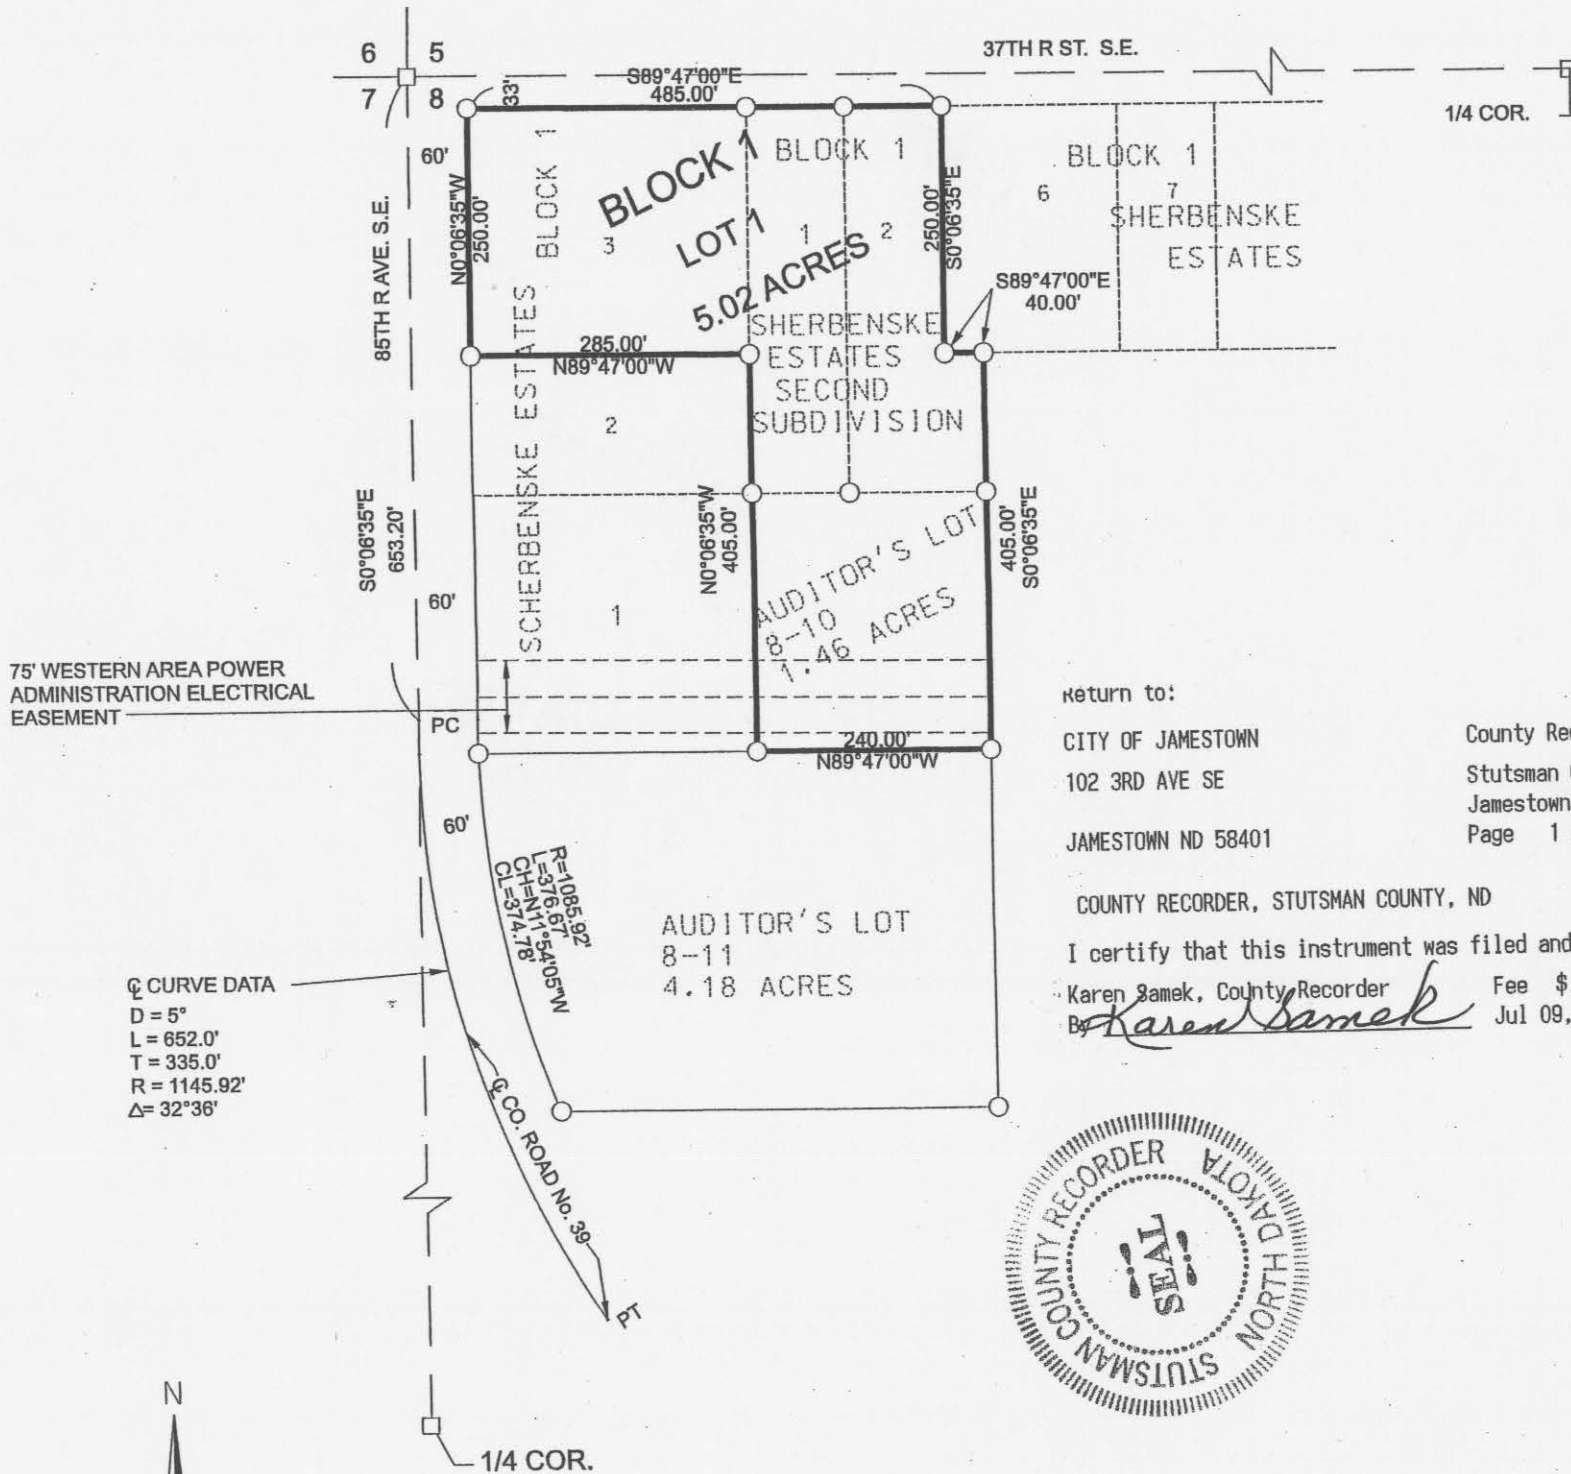 6 5
7 8
37TH R ST. S.E.
1/4 COR.
S89°47'00"E
485.00'
33'
60'
85TH R AVE. S.E.
N0°06'35"W
250.00'
BLOCK 1
SCHERBENSKE ESTATES
3
BLOCK 1
LOT 1
5.02 ACRES
BLOCK 1
1
2
250.00'
S0°06'35"E
BLOCK 1
6
7
SHERBENSKE
ESTATES
S89°47'00"E
40.00'
SHERBENSKE
ESTATES
SECOND
SUBDIVISION
285.00'
N89°47'00"W
2
S0°06'35"E
653.20'
N0°06'35"W
405.00'
405.00'
S0°06'35"E
AUDITOR'S LOT
8-10
1.46 ACRES
60'
1
75' WESTERN AREA POWER
ADMINISTRATION ELECTRICAL
EASEMENT
PC
240.00'
N89°47'00"W
60'
R=1085.92'
L=376.67'
CH=N11°54'05"W
CL=374.78'
AUDITOR'S LOT
8-11
4.18 ACRES
℄ CURVE DATA
D = 5°
L = 652.0'
T = 335.0'
R = 1145.92'
Δ= 32°36'
℄ CO. ROAD No. 39
PT
1/4 COR.
N
Return to:
CITY OF JAMESTOWN
102 3RD AVE SE
JAMESTOWN ND 58401
County Re
Stutsman
Jamestown
Page 1
COUNTY RECORDER, STUTSMAN COUNTY, ND
I certify that this instrument was filed and
Karen Samek, County Recorder
Fee $
By Karen Samek
Jul 09,
STUTSMAN COUNTY RECORDER
NORTH DAKOTA
SEAL